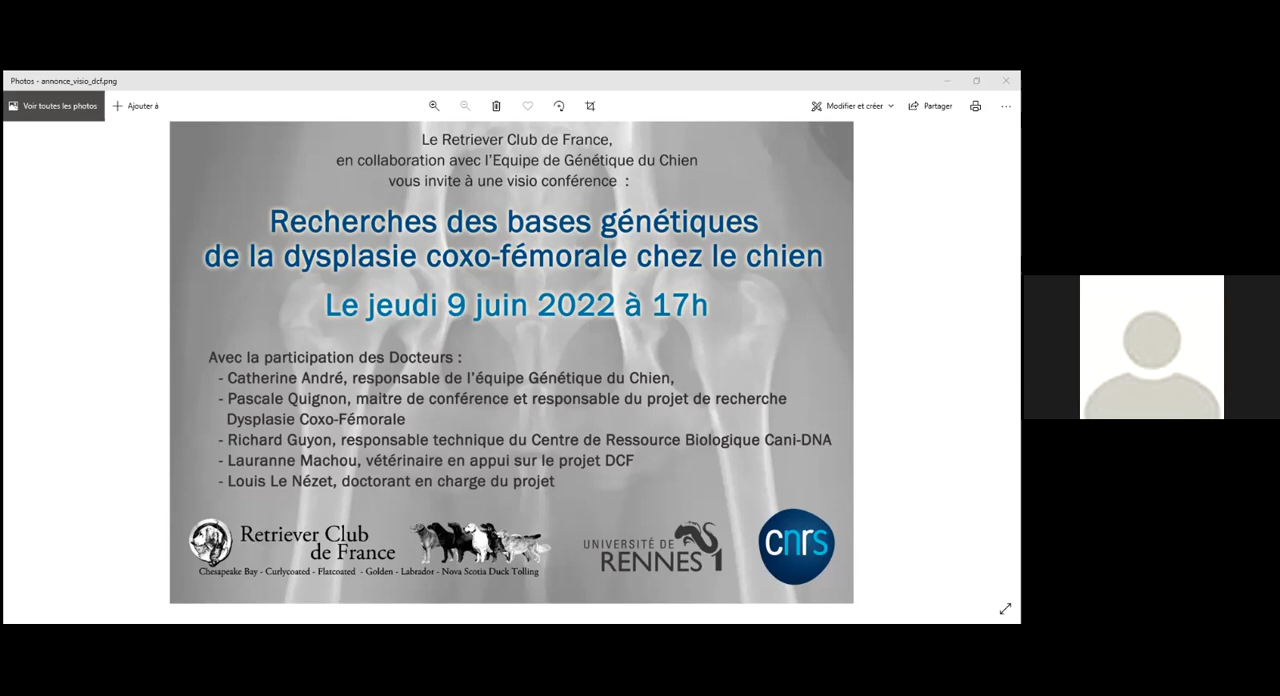 Photos - annonce_visio_dcf.png
Voir toutes les photos
Ajouter à
Modifier et créer
Partager
Le Retriever Club de France,
en collaboration avec l'Equipe de Génétique du Chien
vous invite à une visio conférence :
Recherches des bases génétiques
de la dysplasie coxo-fémorale chez le chien
Le jeudi 9 juin 2022 à 17h
Avec la participation des Docteurs :
- Catherine André, responsable de l'équipe Génétique du Chien,
- Pascale Quignon, maitre de conférence et responsable du projet de recherche
Dysplasie Coxo-Fémorale
- Richard Guyon, responsable technique du Centre de Ressource Biologique Cani-DNA
- Lauranne Machou, vétérinaire en appui sur le projet DCF
- Louis Le Nézet, doctorant en charge du projet
Retriever Club
de France
Chesapeake Bay - Curlycoated - Flatcoated - Golden - Labrador - Nova Scotia Duck Tolling
UNIVERSITÉ DE
RENNES 1
cnrs